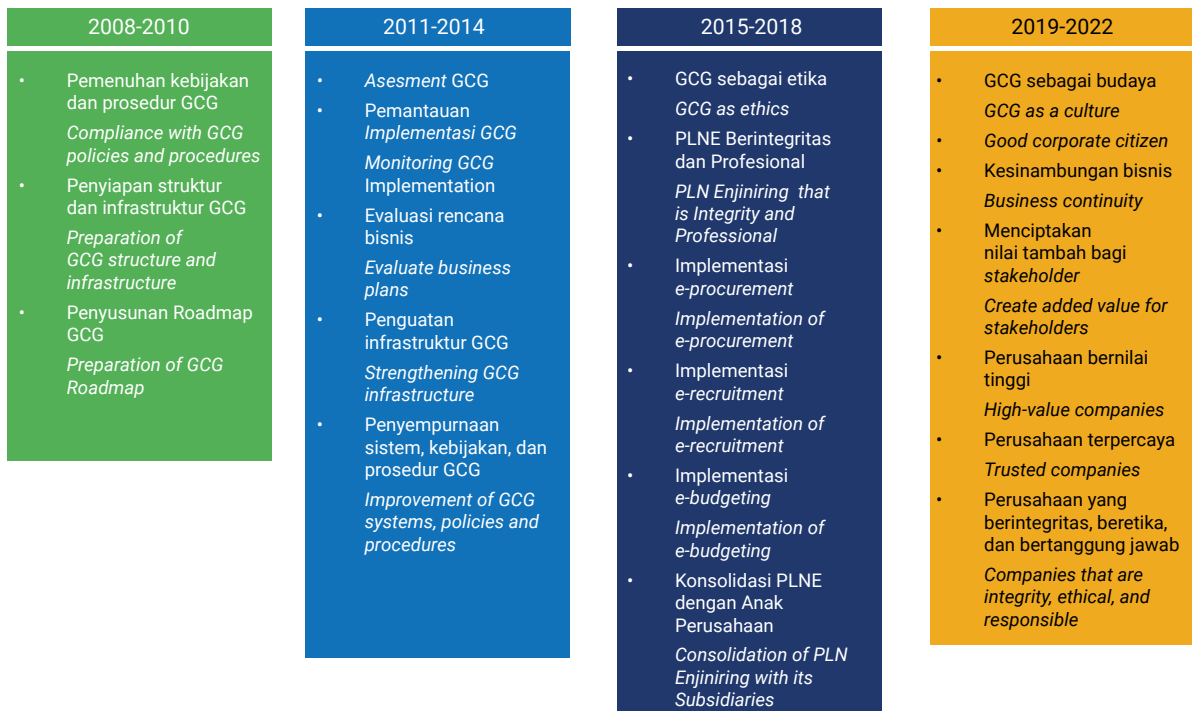 2008-2010
• Pemenuhan kebijakan
dan prosedur GCG
Compliance with GCG
policies and procedures
• Penyiapan struktur
dan infrastruktur GCG
Preparation of
GCG structure and
infrastructure
• Penyusunan Roadmap
GCG
Preparation of GCG
Roadmap
2011-2014
• Asesment GCG
• Pemantauan
Implementasi GCG
Monitoring GCG
Implementation
• Evaluasi rencana
bisnis
Evaluate business
plans
• Penguatan
infrastruktur GCG
Strengthening GCG
infrastructure
• Penyempurnaan
sistem, kebijakan, dan
prosedur GCG
Improvement of GCG
systems, policies and
procedures
2015-2018
• GCG sebagai etika
GCG as ethics
• PLNE Berintegritas
dan Profesional
PLN Enjiniring that
is Integrity and
Professional
• Implementasi
e-procurement
Implementation of
e-procurement
• Implementasi
e-recruitment
Implementation of
e-recruitment
• Implementasi
e-budgeting
Implementation of
e-budgeting
• Konsolidasi PLNE
dengan Anak
Perusahaan
Consolidation of PLN
Enjiniring with its
Subsidiaries
2019-2022
• GCG sebagai budaya
GCG as a culture
• Good corporate citizen
• Kesinambungan bisnis
Business continuity
• Menciptakan
nilai tambah bagi
stakeholder
Create added value for
stakeholders
• Perusahaan bernilai
tinggi
High-value companies
• Perusahaan terpercaya
Trusted companies
• Perusahaan yang
berintegritas, beretika,
dan bertanggung jawab
Companies that are
integrity, ethical, and
responsible